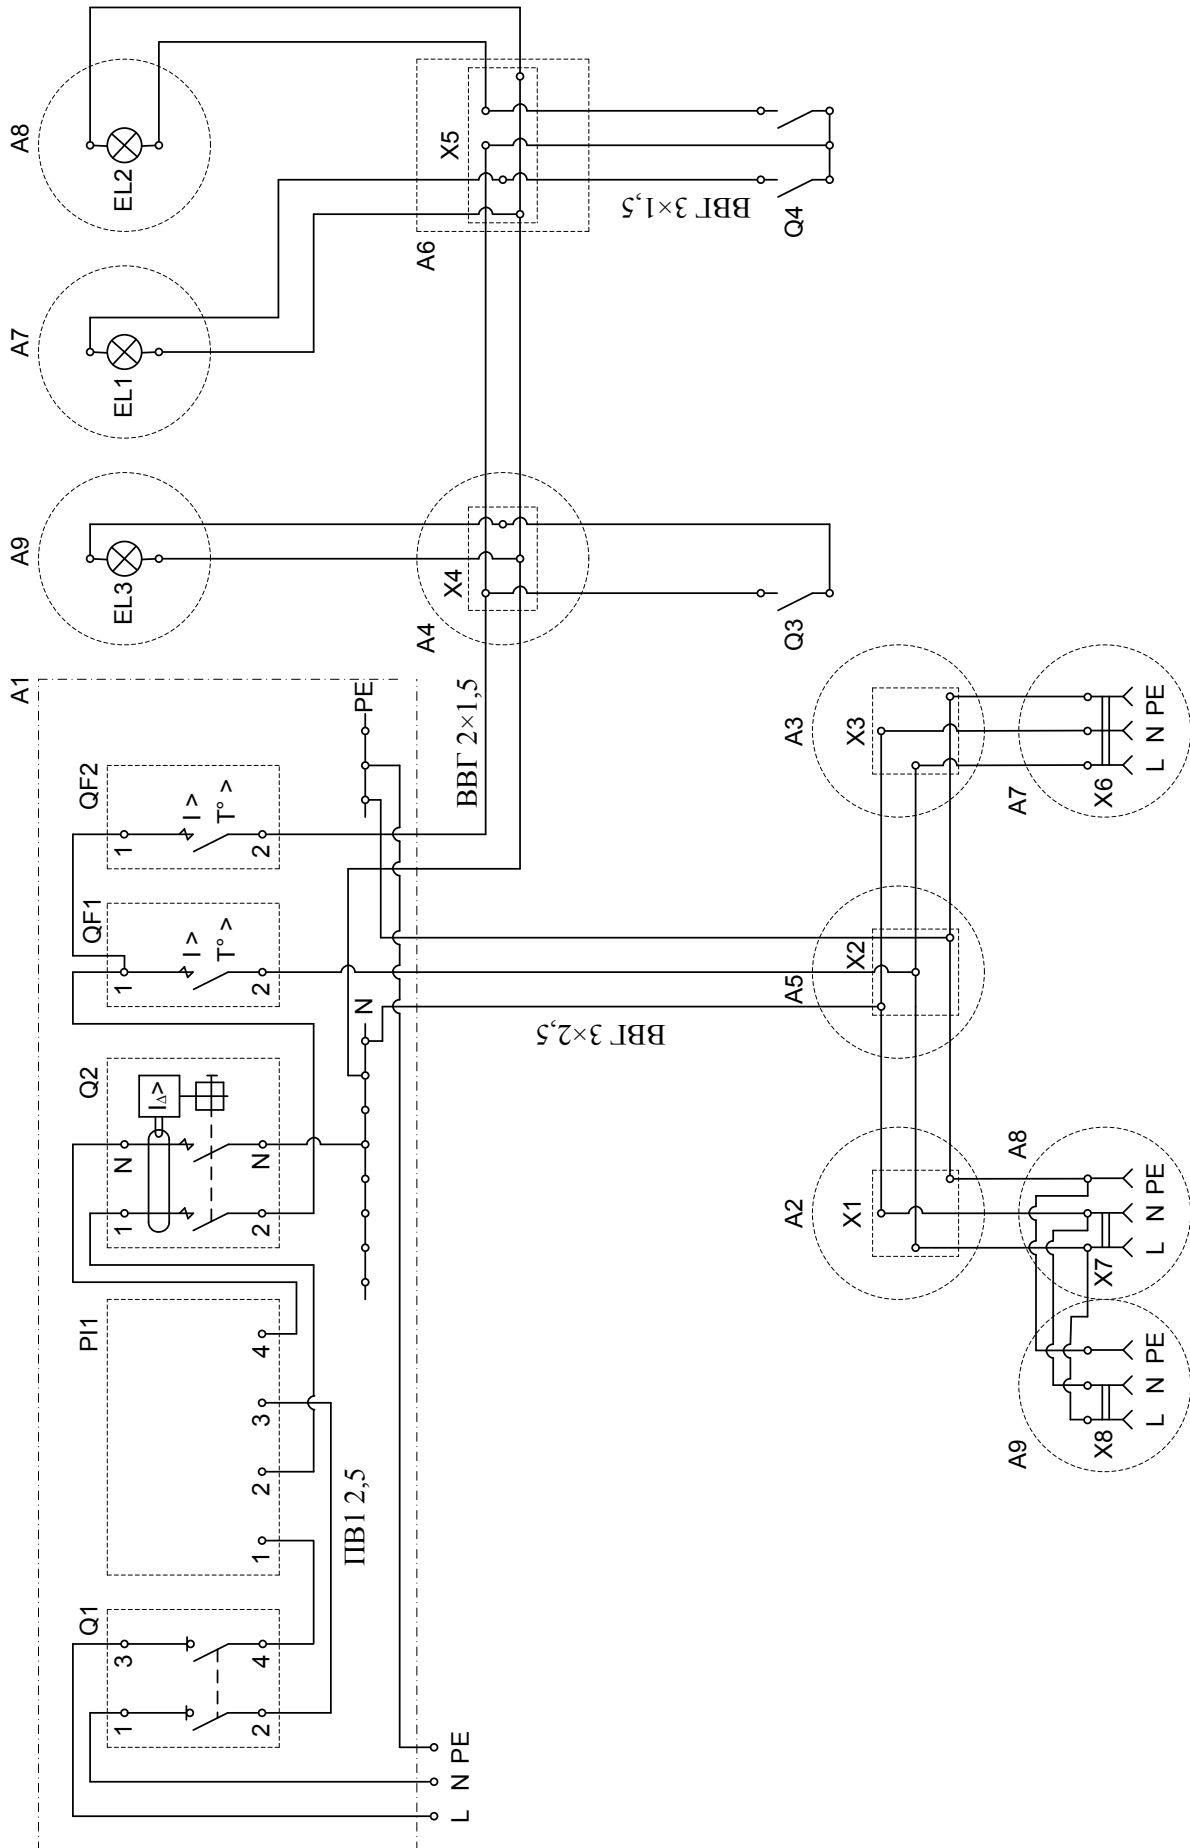 A8
EL2
A7
EL1
A9
EL3
A6
X5
ВВГ 3×1,5
Q4
A4
X4
Q3
A1
QF2
1
I >
T° >
2
PE
ВВГ 2×1,5
QF1
1
I >
T° >
2
N
Q2
1
N
I∆>
2
N
PI1
1
2
3
4
ПВ1 2,5
Q1
1
3
2
4
L
N
PE
ВВГ 3×2,5
A3
X3
A7
X6
L
N
PE
A5
X2
A2
X1
A8
X7
L
N
PE
A9
X8
L
N
PE